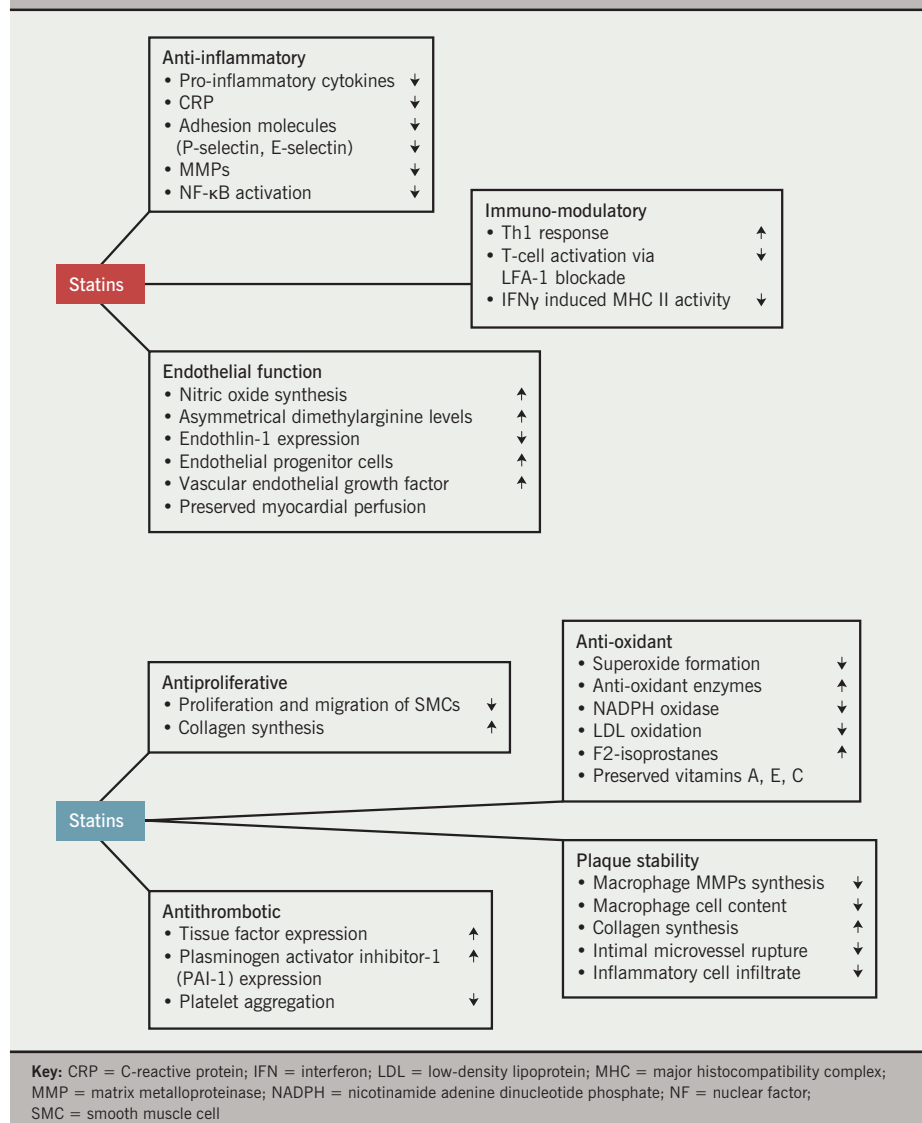 Anti-inflammatory
• Pro-inflammatory cytokines ↓
• CRP ↓
• Adhesion molecules ↓
(P-selectin, E-selectin) ↓
• MMPs ↓
• NF-κB activation ↓
Immuno-modulatory
• Th1 response ↑
• T-cell activation via ↓
LFA-1 blockade
• IFNγ induced MHC II activity ↓
Statins
Endothelial function
• Nitric oxide synthesis ↑
• Asymmetrical dimethylarginine levels ↑
• Endothlin-1 expression ↓
• Endothelial progenitor cells ↑
• Vascular endothelial growth factor ↑
• Preserved myocardial perfusion
Anti-oxidant
• Superoxide formation ↓
• Anti-oxidant enzymes ↑
• NADPH oxidase ↓
• LDL oxidation ↓
• F2-isoprostanes ↑
• Preserved vitamins A, E, C
Antiproliferative
• Proliferation and migration of SMCs ↓
• Collagen synthesis ↑
Statins
Plaque stability
• Macrophage MMPs synthesis ↓
• Macrophage cell content ↓
• Collagen synthesis ↑
• Intimal microvessel rupture ↓
• Inflammatory cell infiltrate ↓
Antithrombotic
• Tissue factor expression ↑
• Plasminogen activator inhibitor-1 ↑
(PAI-1) expression
• Platelet aggregation ↓
Key: CRP = C-reactive protein; IFN = interferon; LDL = low-density lipoprotein; MHC = major histocompatibility complex;
MMP = matrix metalloproteinase; NADPH = nicotinamide adenine dinucleotide phosphate; NF = nuclear factor;
SMC = smooth muscle cell